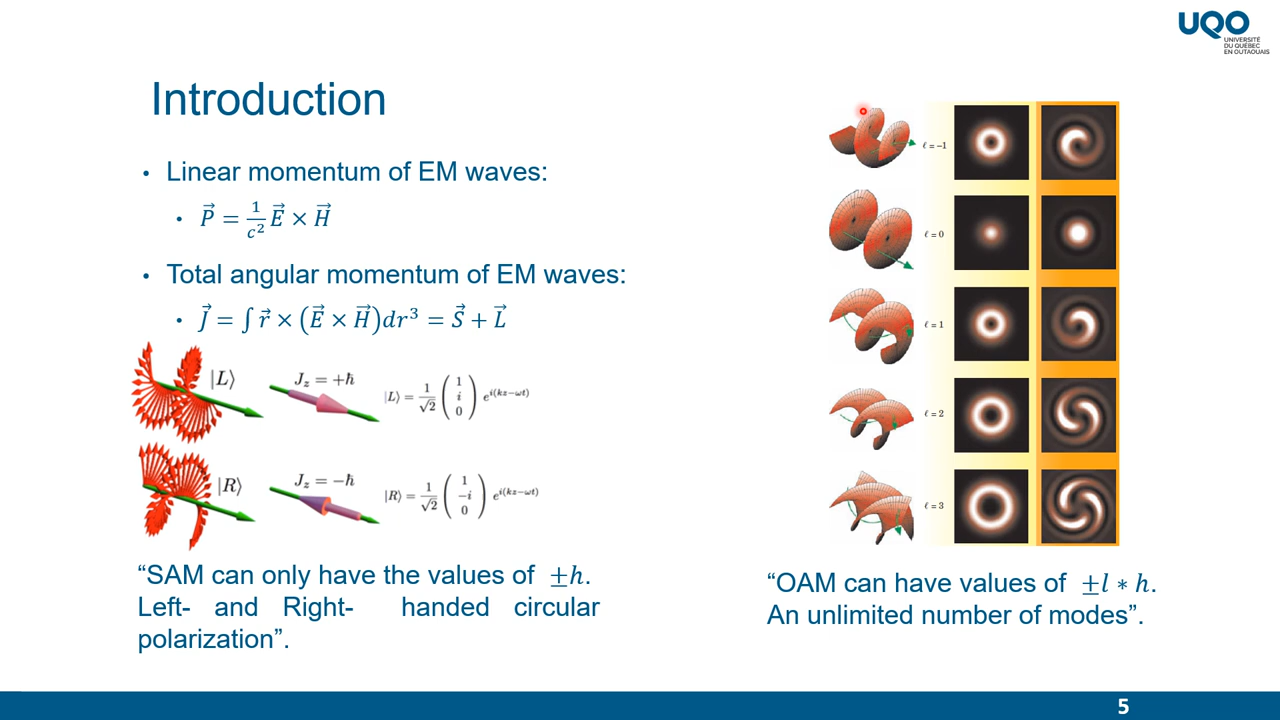 UQO
UNIVERSITÉ
DU QUÉBEC
EN OUTAOUAIS
Introduction
• Linear momentum of EM waves:
• P⃗ = 1/c² E⃗ × H⃗
• Total angular momentum of EM waves:
• J⃗ = ∫ r⃗ × (E⃗ × H⃗)dr³ = S⃗ + L⃗
|L⟩ J_z = +ħ |L⟩ = 1/√2 ( 1 i 0 ) e^{i(kz−ωt)}
|R⟩ J_z = −ħ |R⟩ = 1/√2 ( 1 −i 0 ) e^{i(kz−ωt)}
“SAM can only have the values of ±h.
Left- and Right- handed circular
polarization”.
ℓ = −1
ℓ = 0
ℓ = 1
ℓ = 2
ℓ = 3
“OAM can have values of ±l ∗ h.
An unlimited number of modes”.
5